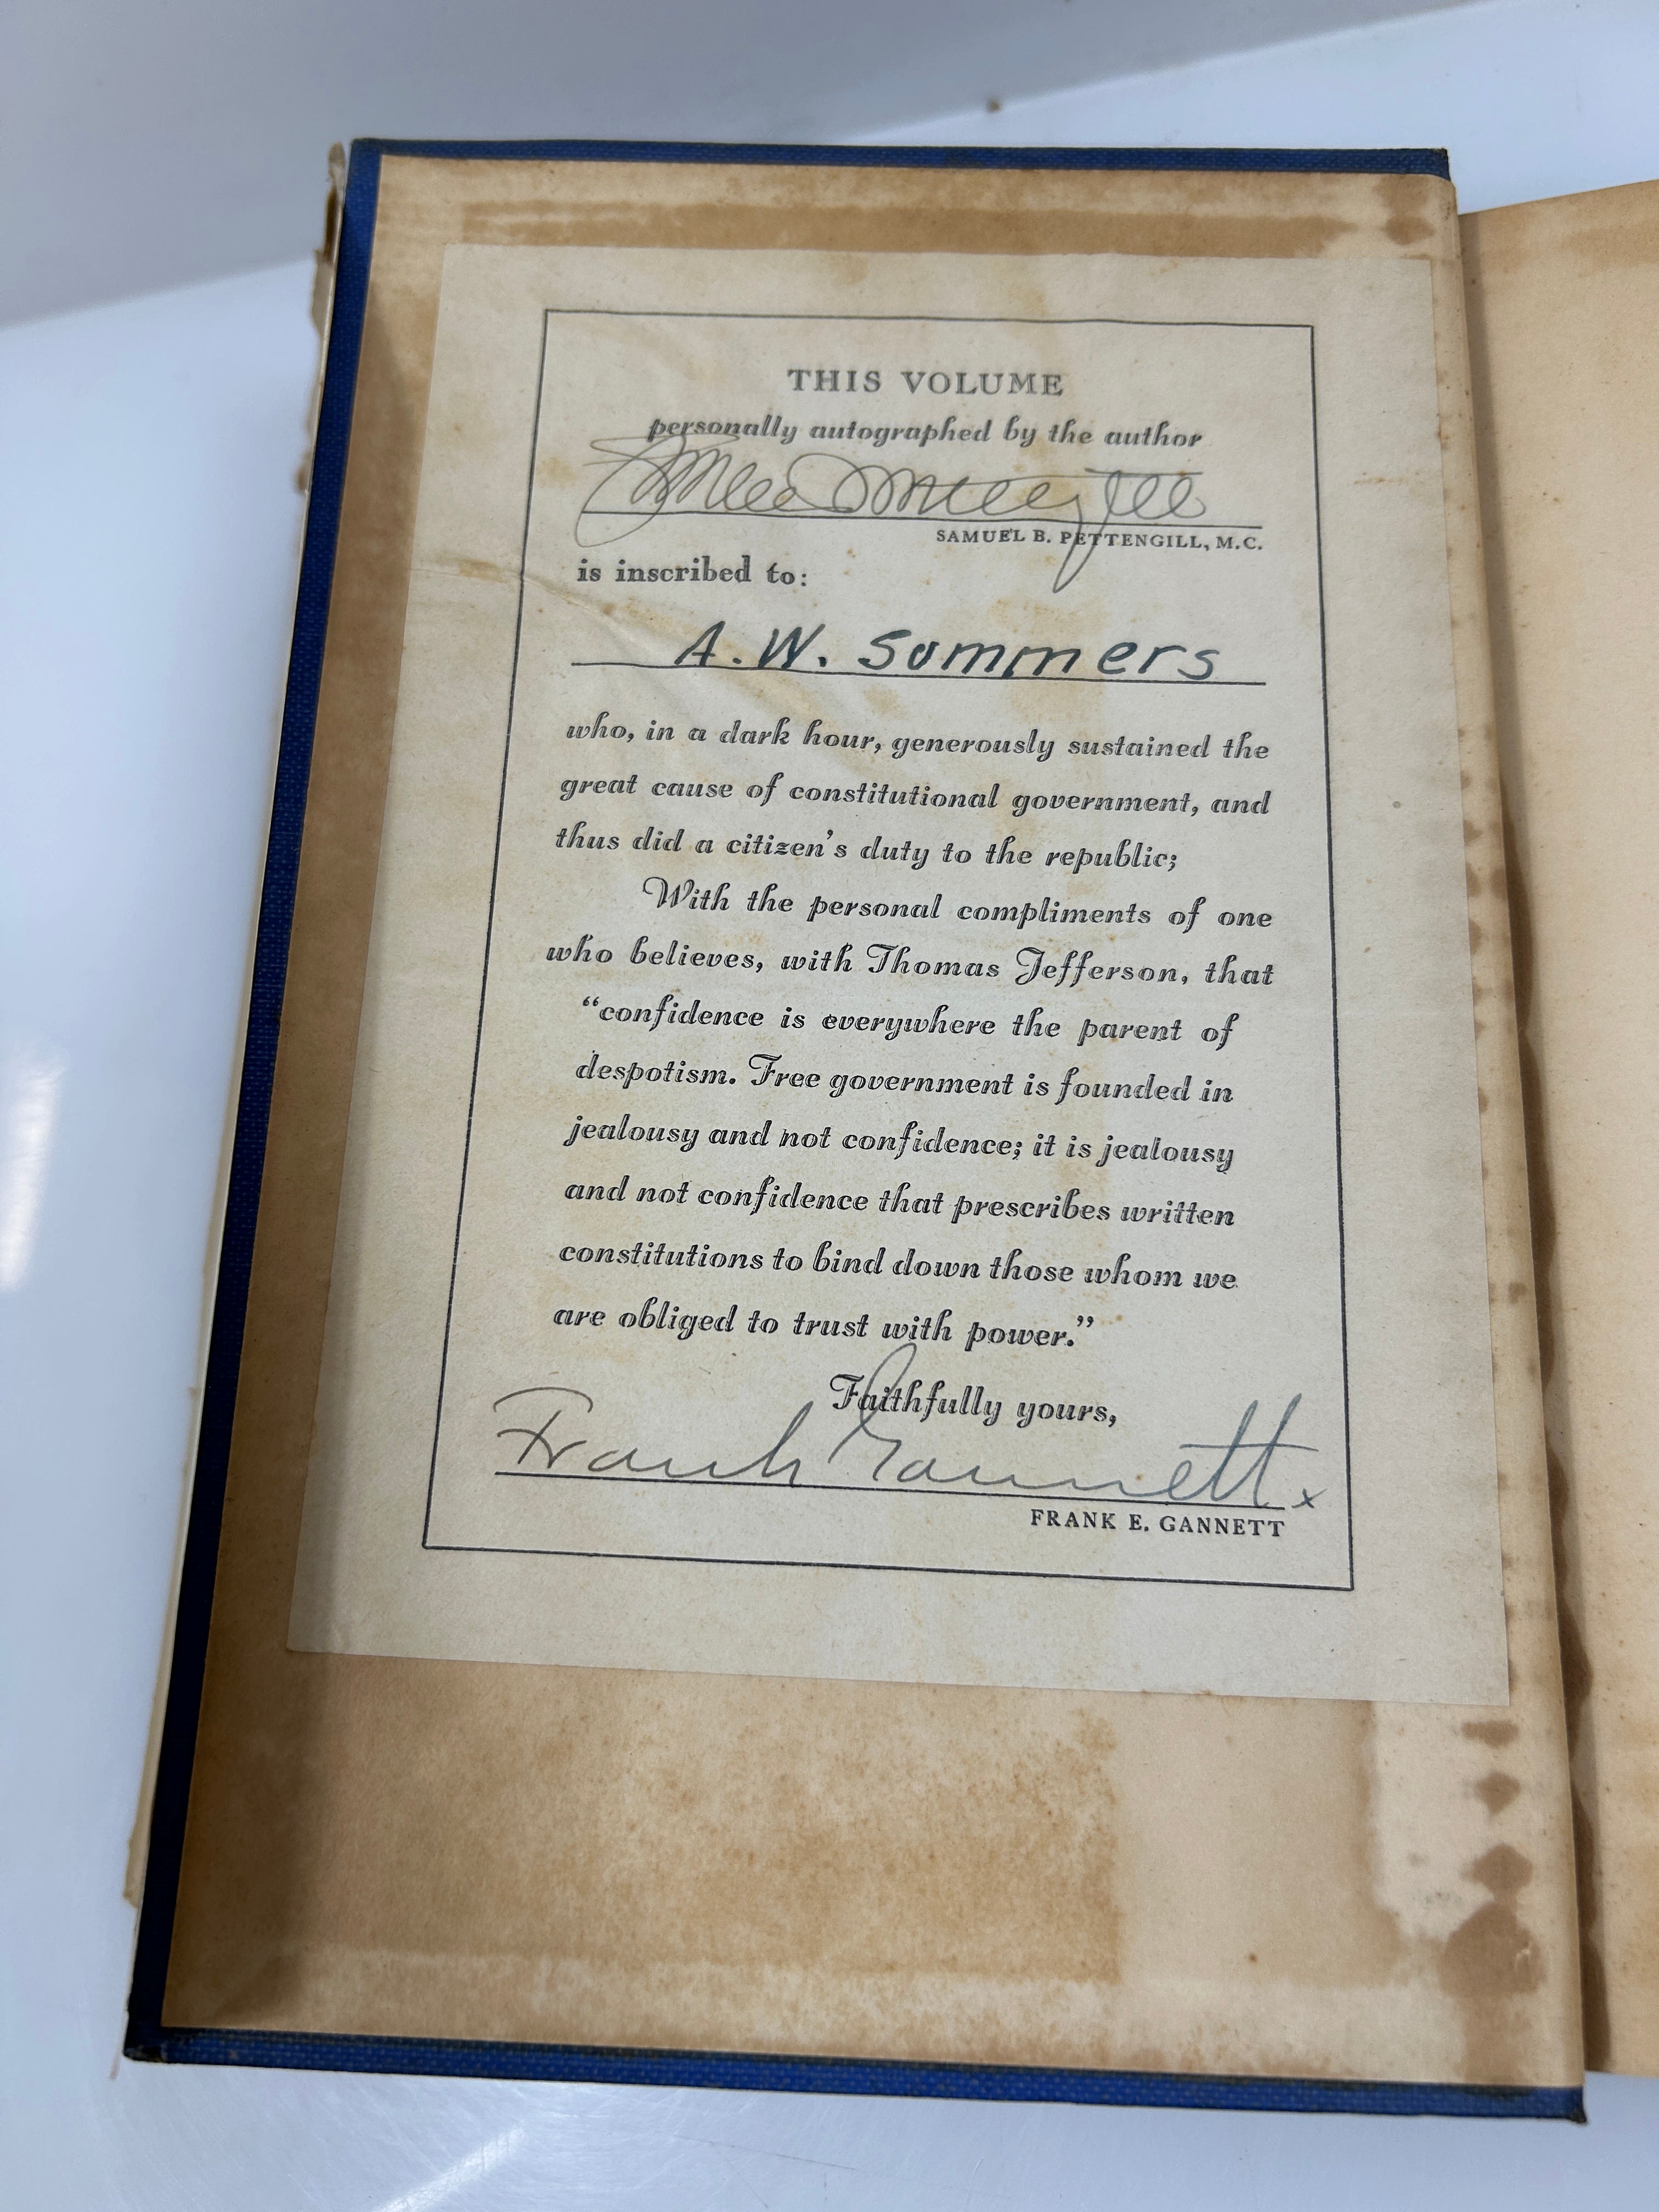 THIS VOLUME
personally autographed by the author
Samuel B Pettengill
SAMUEL B. PETTENGILL, M.C.
is inscribed to:
A. W. Sommers
who, in a dark hour, generously sustained the
great cause of constitutional government, and
thus did a citizen's duty to the republic;
With the personal compliments of one
who believes, with Thomas Jefferson, that
“confidence is everywhere the parent of
despotism. Free government is founded in
jealousy and not confidence; it is jealousy
and not confidence that prescribes written
constitutions to bind down those whom we
are obliged to trust with power.”
Faithfully yours,
Frank Gannett x
FRANK E. GANNETT